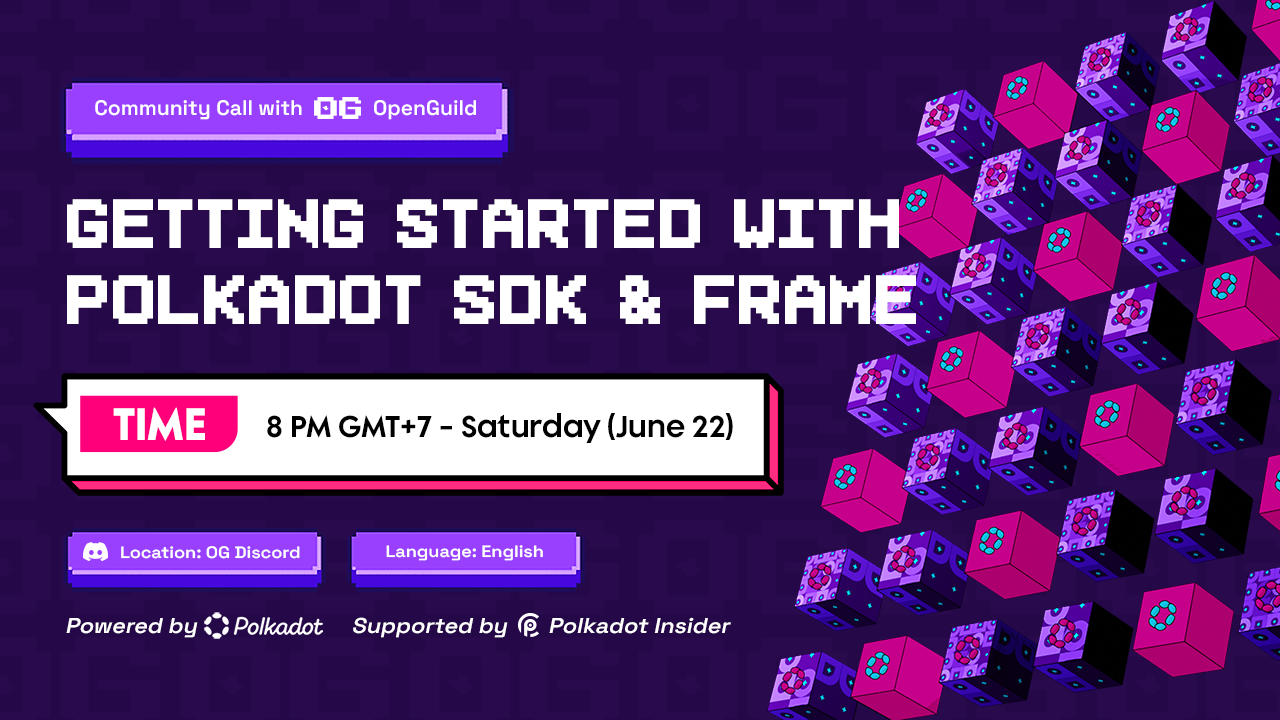 Community Call with OG OpenGuild
GETTING STARTED WITH
POLKADOT SDK & FRAME
TIME 8 PM GMT+7 - Saturday (June 22)
Location: OG Discord Language: English
Powered by Polkadot Supported by Polkadot Insider